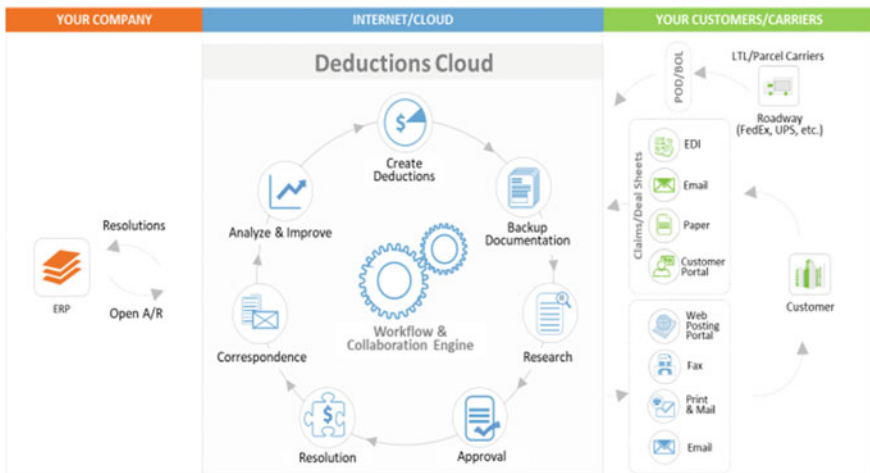 YOUR COMPANY
INTERNET/CLOUD
YOUR CUSTOMERS/CARRIERS
Deductions Cloud
Create
Deductions
Backup
Documentation
Research
Approval
Resolution
Correspondence
Analyze & Improve
Workflow &
Collaboration Engine
Resolutions
ERP
Open A/R
POD/BOL
LTL/Parcel Carriers
Roadway
(FedEx, UPS, etc.)
Claims/Deal Sheets
EDI
Email
Paper
Customer
Portal
Customer
Web
Posting
Portal
Fax
Print
& Mail
Email